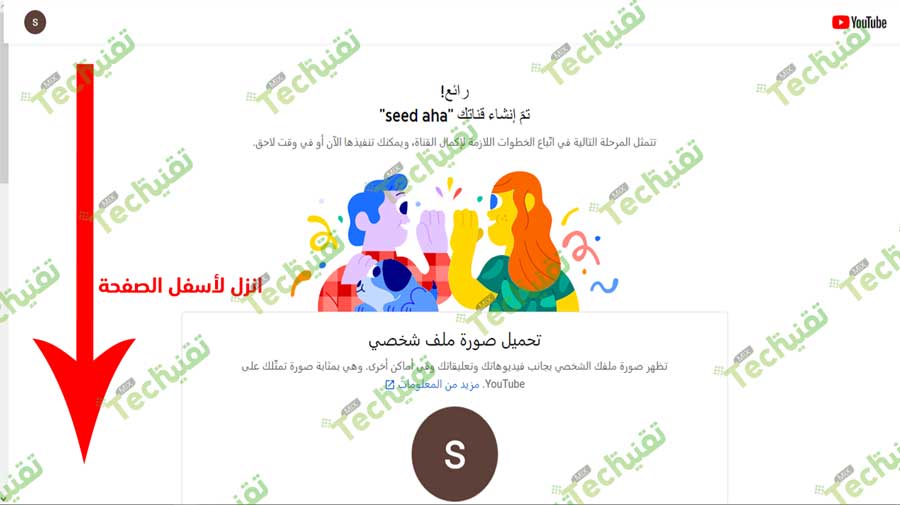 S
YouTube
رائع!
تمّ إنشاء قناتك "seed aha"
تتمثل المرحلة التالية في اتّباع الخطوات اللازمة لإكمال القناة، ويمكنك تنفيذها الآن أو في وقت لاحق.
انزل لأسفل الصفحة
تحميل صورة ملف شخصي
تظهر صورة ملفك الشخصي بجانب فيديوهاتك وتعليقاتك وفي أماكن أخرى. وهي بمثابة صورة تمثّلك على
YouTube. مزيد من المعلومات
S
تقنية Tech Mix